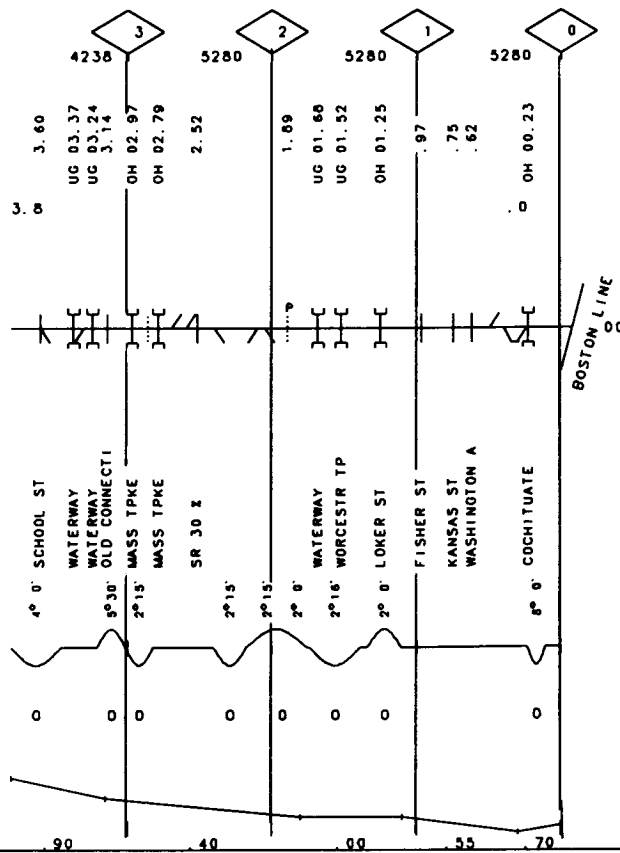 3 2 1 0
4238 5280 5280 5280
3.60
UG 03.37
UG 03.24
3.14
OH 02.97
OH 02.79
2.52
1.89
UG 01.68
UG 01.52
OH 01.25
.97
.75
.62
OH 00.23
3.8 .0
P
BOSTON LINE
00
SCHOOL ST
WATERWAY
WATERWAY
OLD CONNECTI
MASS TPKE
MASS TPKE
SR 30 %
WATERWAY
WORCESTR TP
LOKER ST
FISHER ST
KANSAS ST
WASHINGTON A
COCHITUATE
4° 0' 5°30' 2°15' 2°15' 2°15' 2° 0' 2°16' 2° 0' 8° 0'
0 0 0 0 0 0 0 0
.90 .40 .00 .55 .70